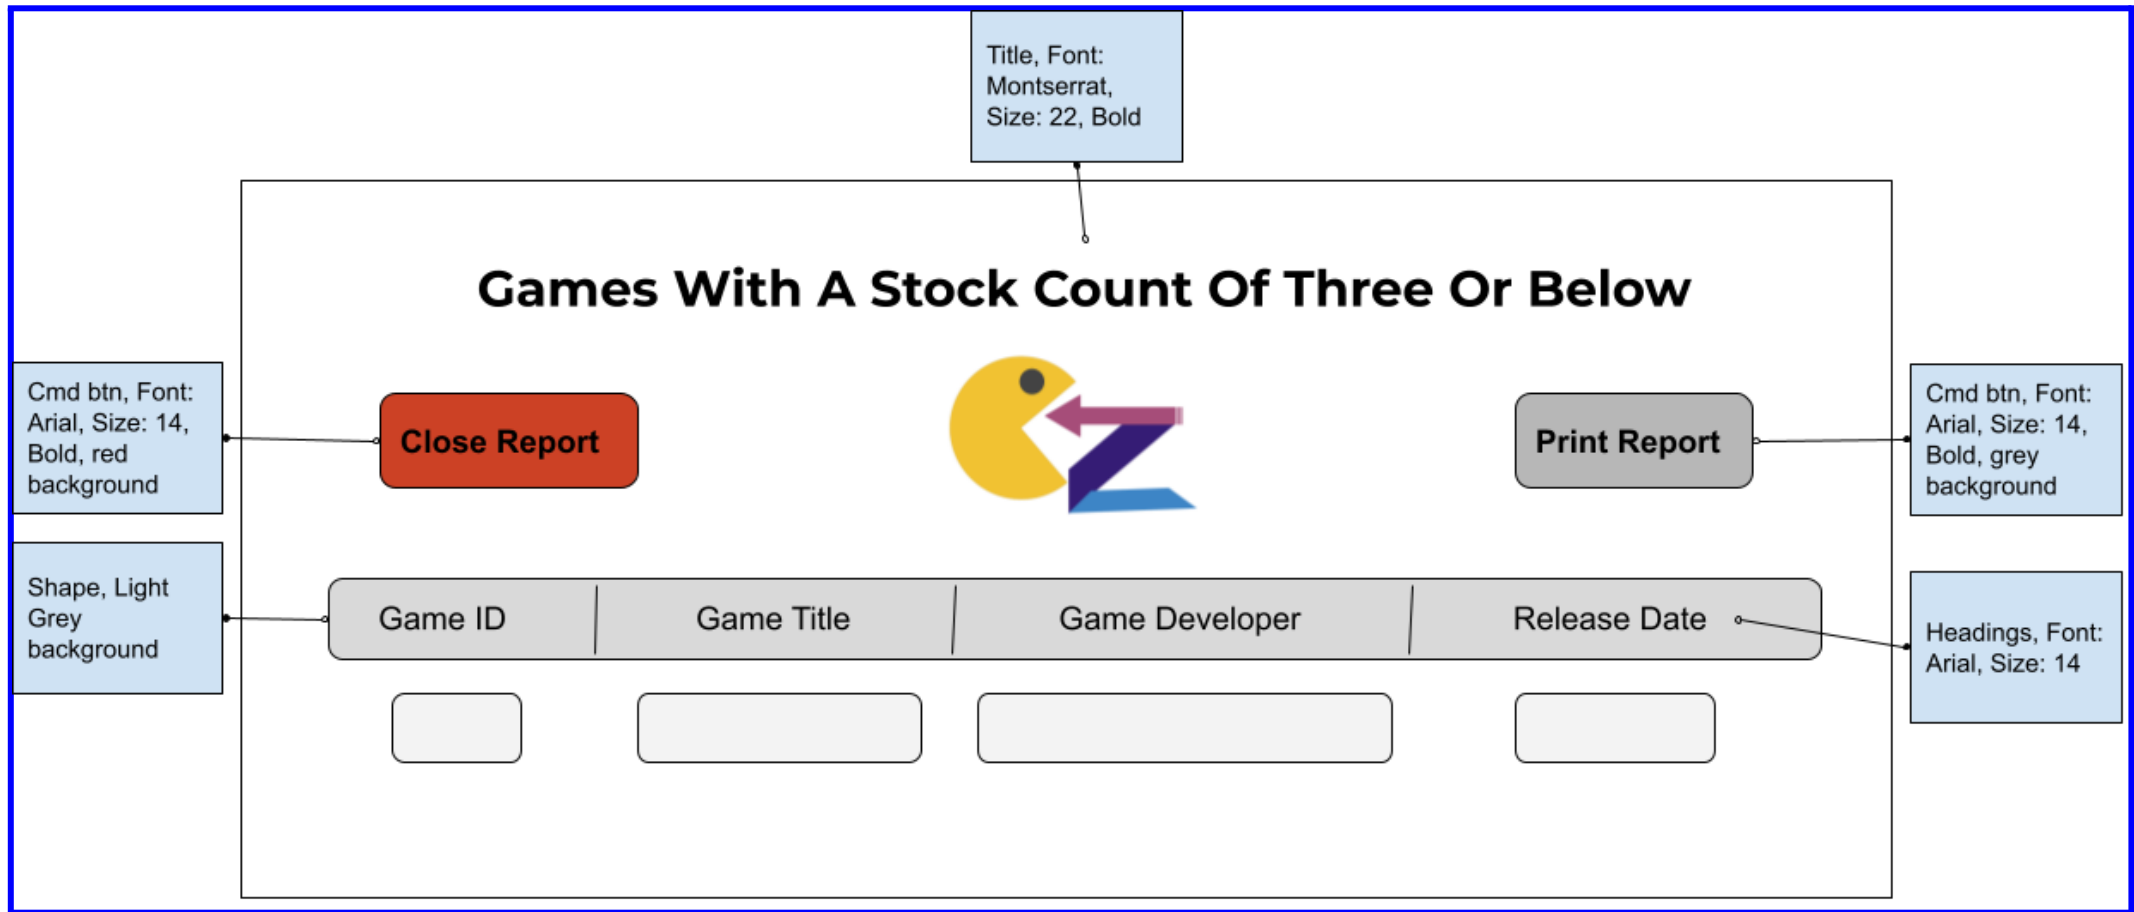 Title, Font:
Montserrat,
Size: 22, Bold
Games With A Stock Count Of Three Or Below
Cmd btn, Font:
Arial, Size: 14,
Bold, red
background
Close Report
Print Report
Cmd btn, Font:
Arial, Size: 14,
Bold, grey
background
Shape, Light
Grey
background
Game ID
Game Title
Game Developer
Release Date
Headings, Font:
Arial, Size: 14